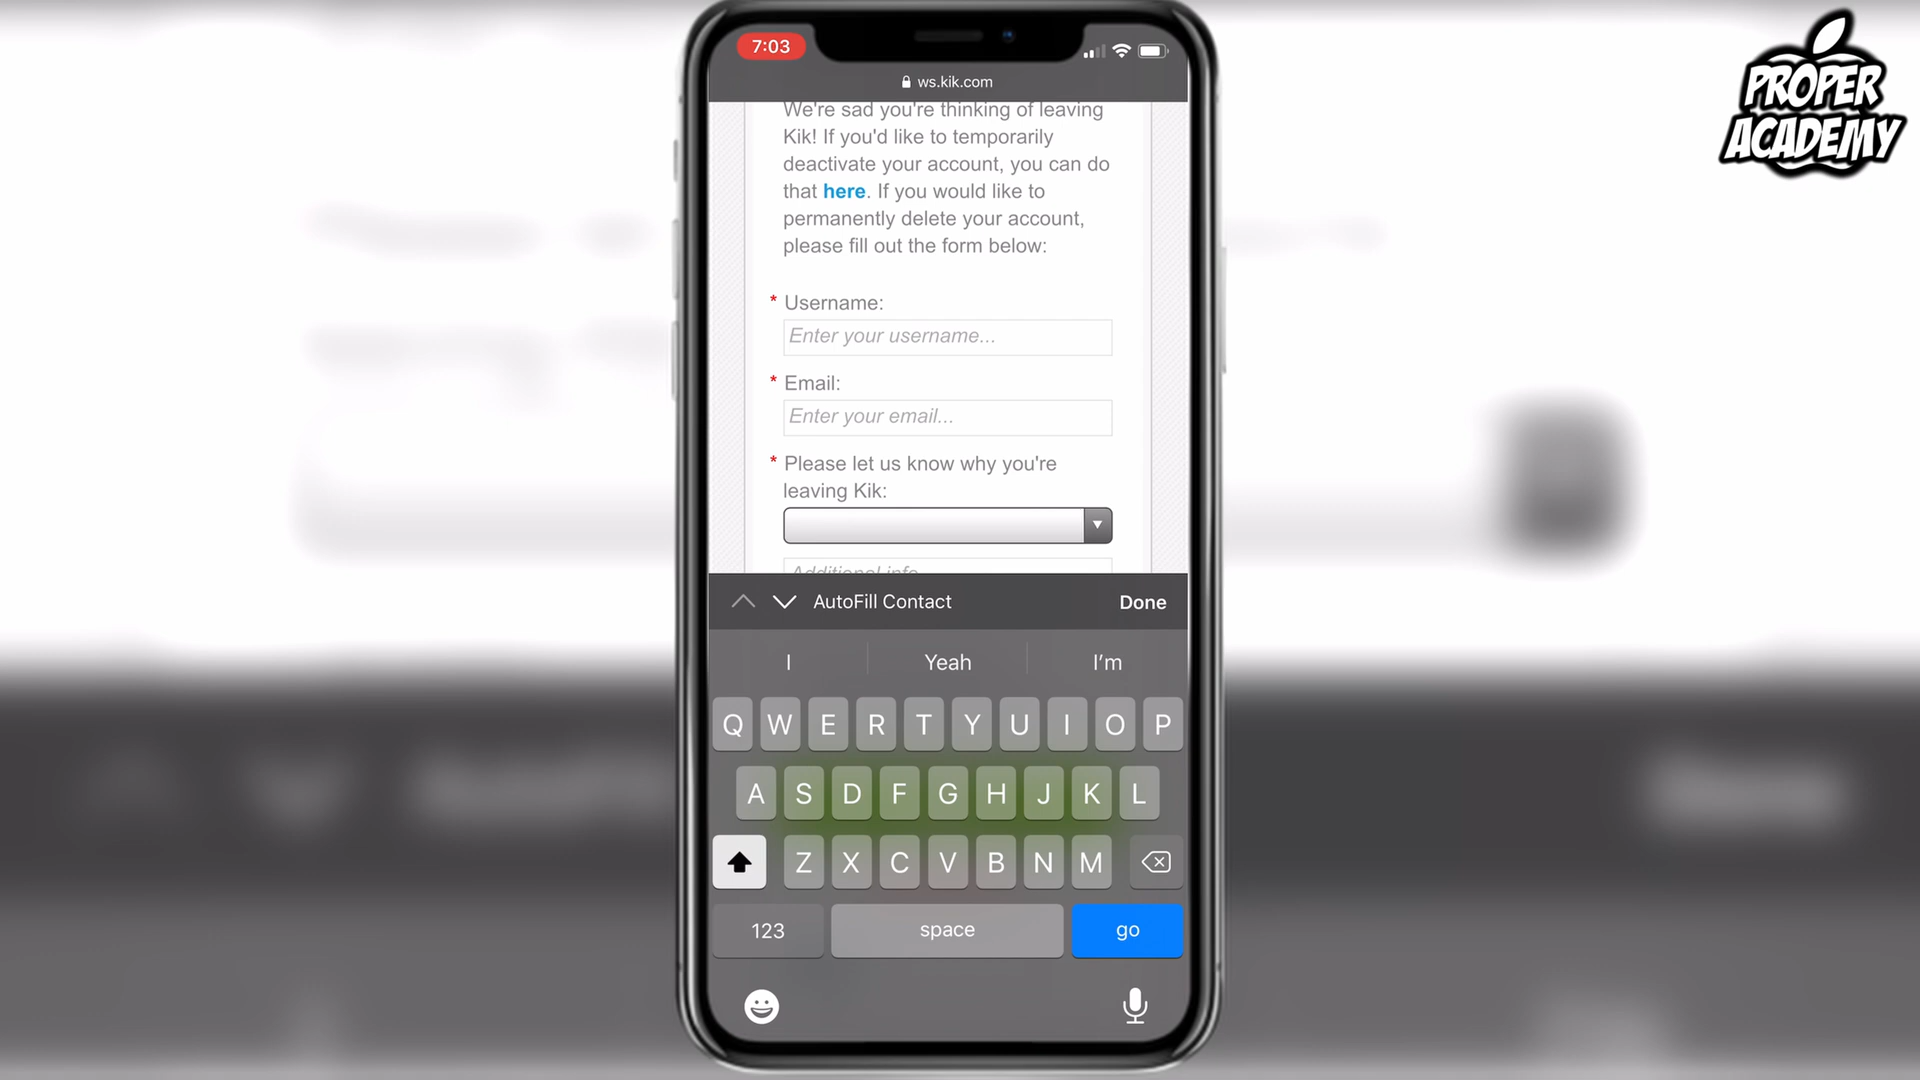 7:03
ws.kik.com
PROPER
ACADEMY
We're sad you're thinking of leaving
Kik! If you'd like to temporarily
deactivate your account, you can do
that here. If you would like to
permanently delete your account,
please fill out the form below:
* Username:
Enter your username...
* Email:
Enter your email...
* Please let us know why you're
leaving Kik:
Additional info
AutoFill Contact Done
I Yeah I'm
Q W E R T Y U I O P
A S D F G H J K L
Z X C V B N M
123 space go